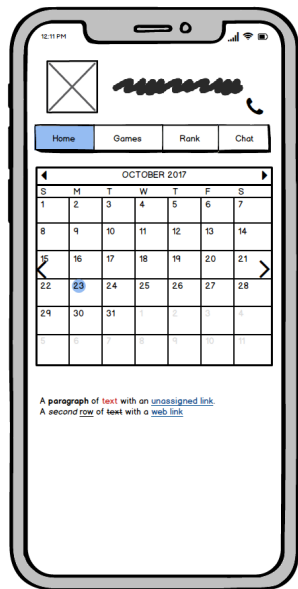 12:11 PM
Home Games Rank Chat
OCTOBER 2017
S M T W T F S
1 2 3 4 5 6 7
8 9 10 11 12 13 14
15 16 17 18 19 20 21
22 23 24 25 26 27 28
29 30 31 1 2 3 4
5 6 7 8 9 10 11
A paragraph of text with an unassigned link.
A second row of text with a web link